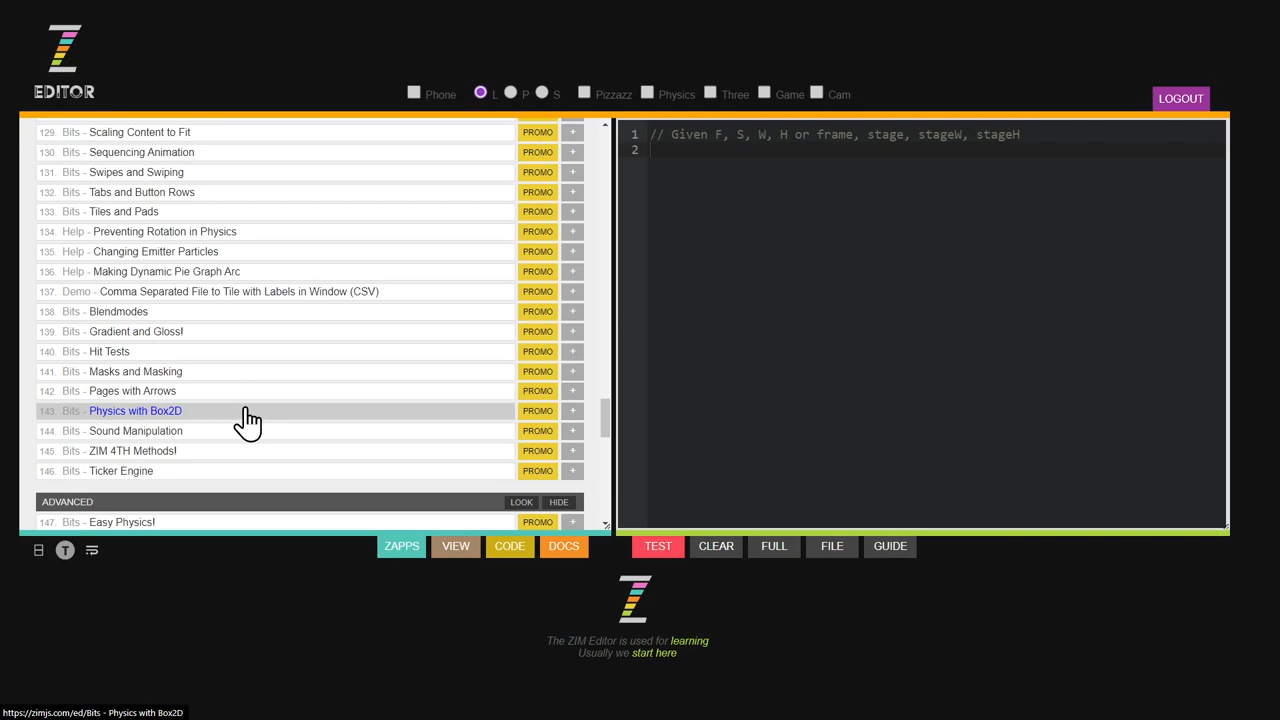 EDITOR
Phone L P S Pizzazz Physics Three Game Cam
LOGOUT
129. Bits - Scaling Content to Fit PROMO +
130. Bits - Sequencing Animation PROMO +
131. Bits - Swipes and Swiping PROMO +
132. Bits - Tabs and Button Rows PROMO +
133. Bits - Tiles and Pads PROMO +
134. Help - Preventing Rotation in Physics PROMO +
135. Help - Changing Emitter Particles PROMO +
136. Help - Making Dynamic Pie Graph Arc PROMO +
137. Demo - Comma Separated File to Tile with Labels in Window (CSV) PROMO +
138. Bits - Blendmodes PROMO +
139. Bits - Gradient and Gloss! PROMO +
140. Bits - Hit Tests PROMO +
141. Bits - Masks and Masking PROMO +
142. Bits - Pages with Arrows PROMO +
143. Bits - Physics with Box2D PROMO +
144. Bits - Sound Manipulation PROMO +
145. Bits - ZIM 4TH Methods! PROMO +
146. Bits - Ticker Engine PROMO +
ADVANCED LOOK HIDE
147. Bits - Easy Physics! PROMO +
1 // Given F, S, W, H or frame, stage, stageW, stageH
2
T
ZAPPS VIEW CODE DOCS
TEST CLEAR FULL FILE GUIDE
The ZIM Editor is used for learning
Usually we start here
https://zimjs.com/ed/Bits - Physics with Box2D